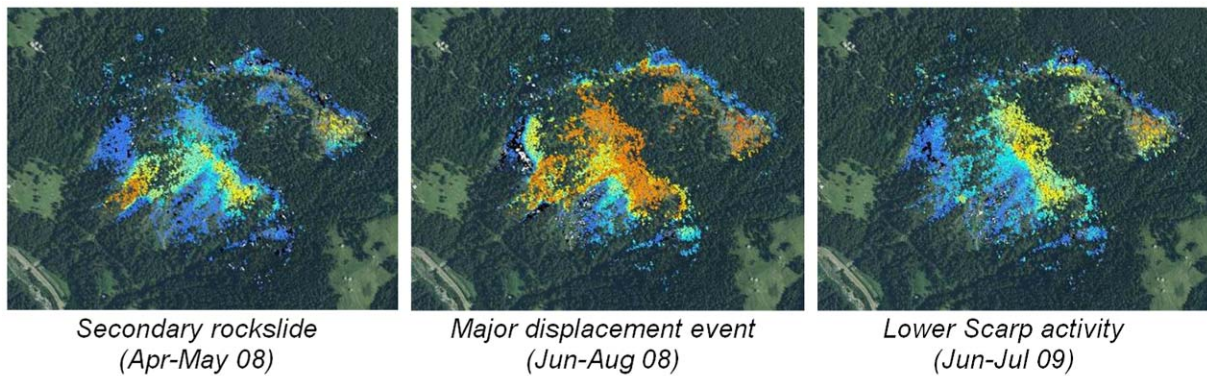 Secondary rockslide
(Apr-May 08)
Major displacement event
(Jun-Aug 08)
Lower Scarp activity
(Jun-Jul 09)